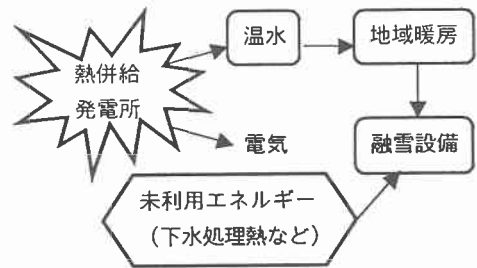 熱併給
発電所
温水
地域暖房
電気
融雪設備
未利用エネルギー
（下水処理熱など）